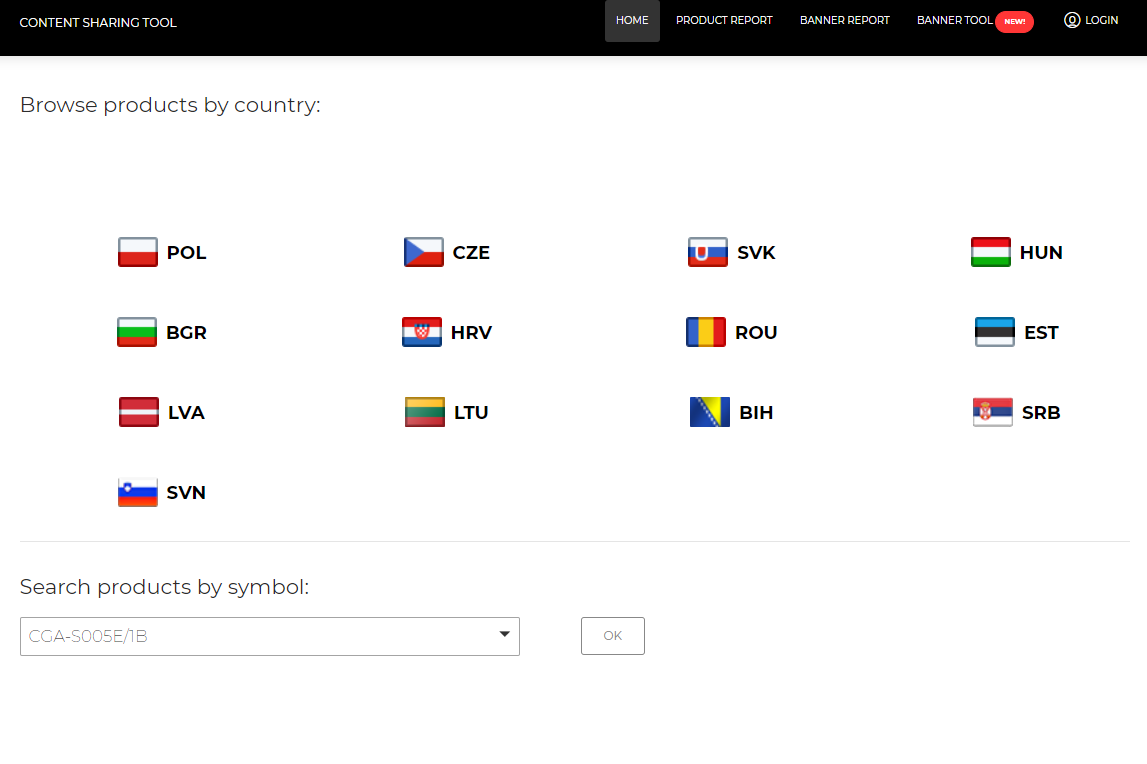 CONTENT SHARING TOOL
HOME PRODUCT REPORT BANNER REPORT BANNER TOOL NEW! LOGIN
Browse products by country:
POL CZE SVK HUN
BGR HRV ROU EST
LVA LTU BIH SRB
SVN
Search products by symbol:
CGA-S005E/1B OK